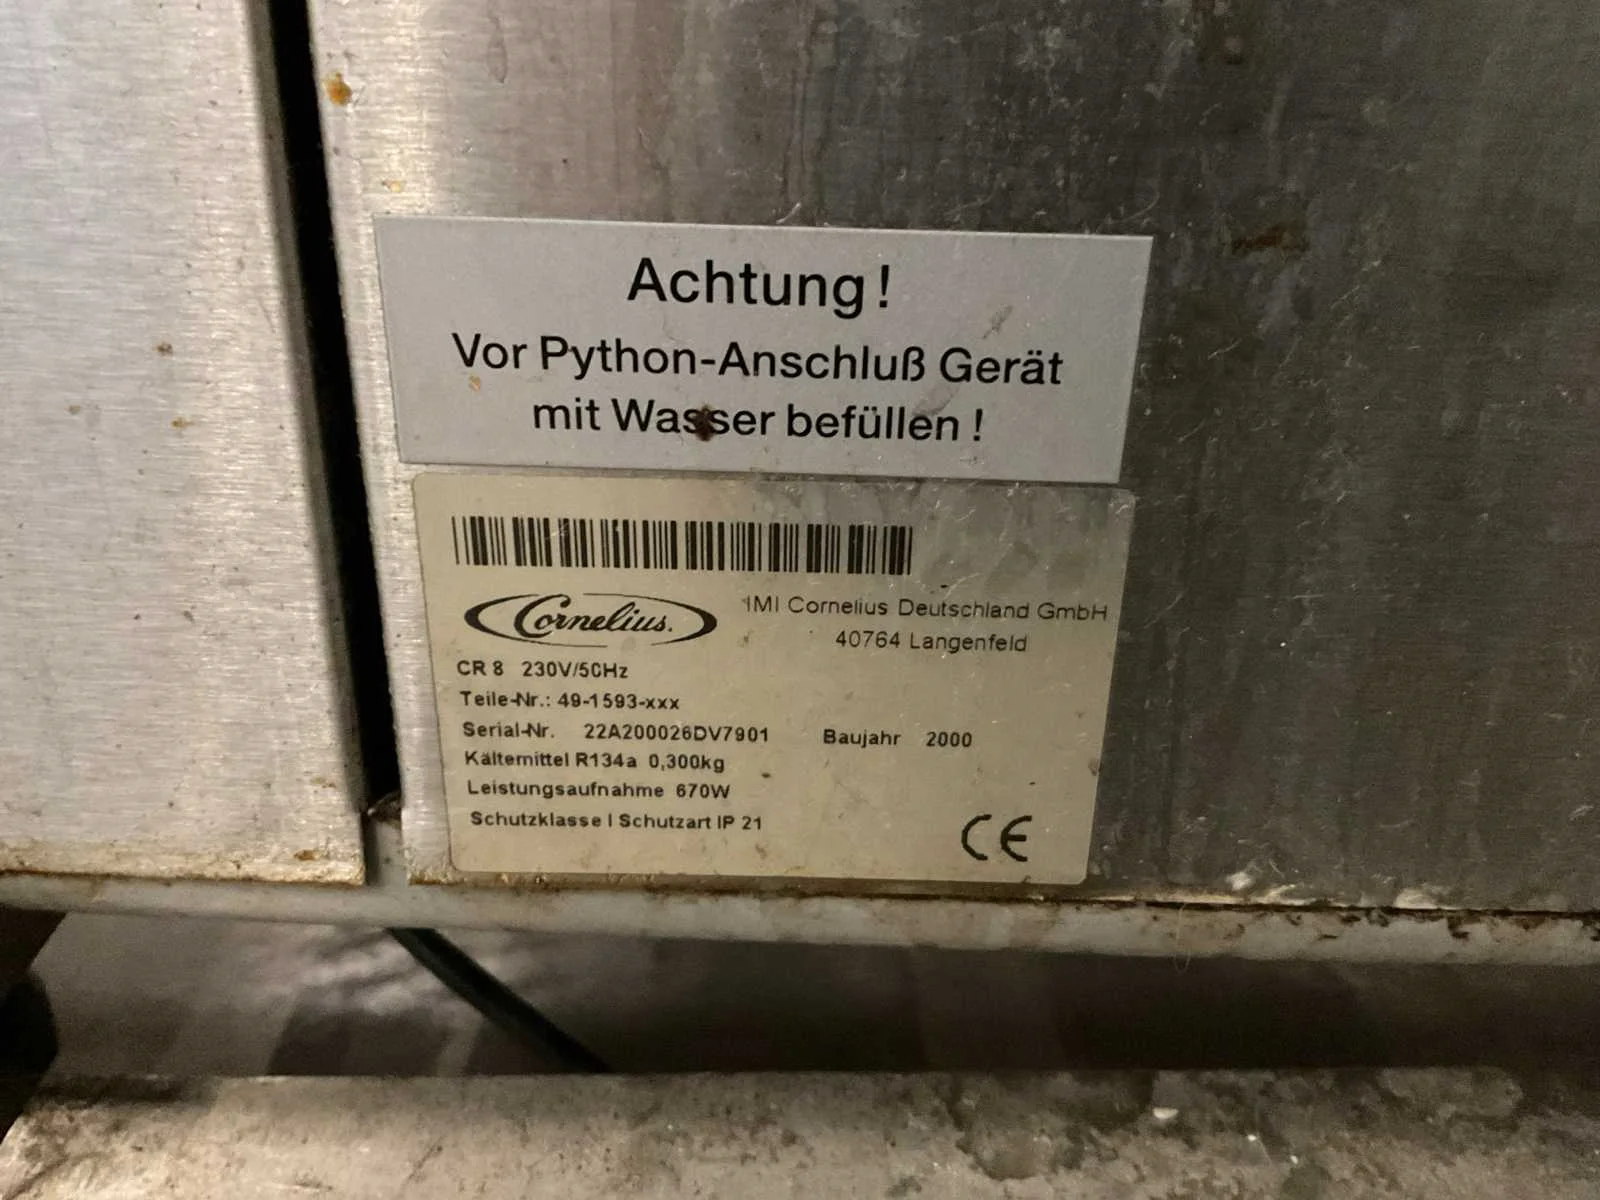 Achtung !
Vor Python-Anschluß Gerät
mit Wasser befüllen !
Cornelius.
IMI Cornelius Deutschland GmbH
40764 Langenfeld
CR 8 230V/50Hz
Teile-Nr.: 49-1593-xxx
Serial-Nr. 22A200026DV7901 Baujahr 2000
Kältemittel R134a 0,300kg
Leistungsaufnahme 670W
Schutzklasse I Schutzart IP 21
CE